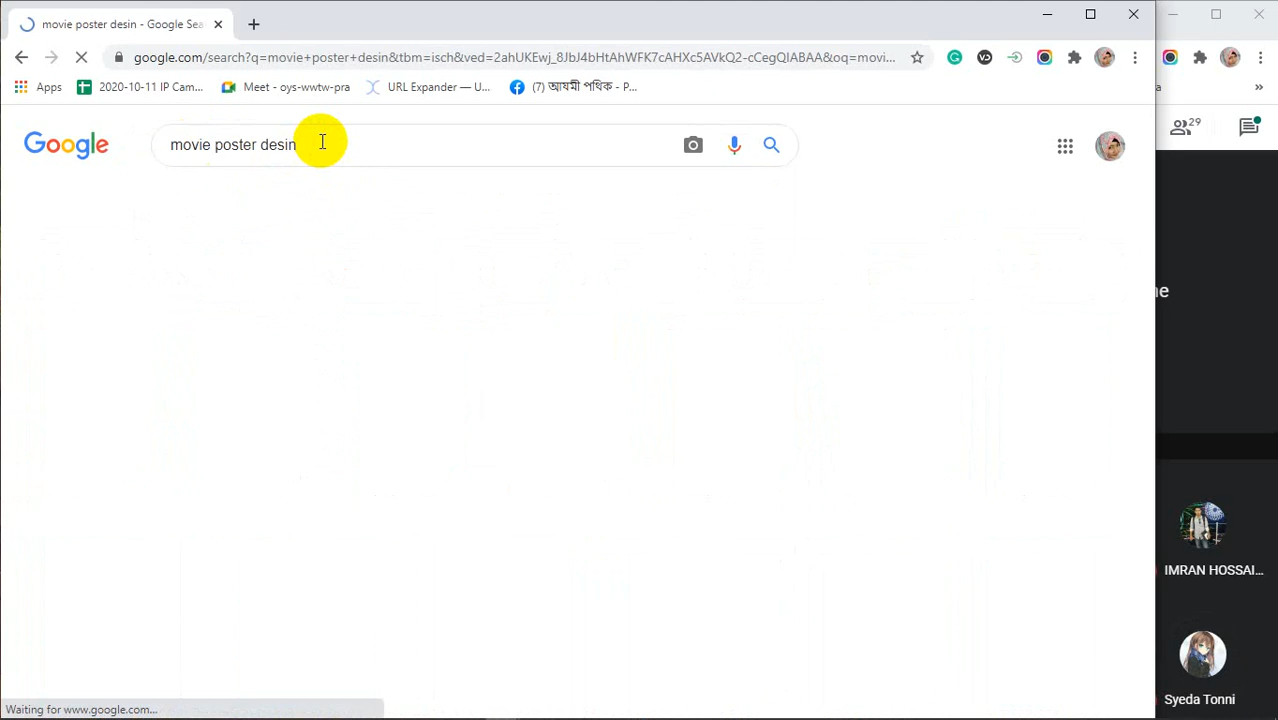 movie poster desin - Google Sea
google.com/search?q=movie+poster+desin&tbm=isch&ved=2ahUKEwj_8JbJ4bHtAhWFK7cAHXc5AVkQ2-cCegQIABAA&oq=movi...
Apps
2020-10-11 IP Cam...
Meet - oys-wwtw-pra
URL Expander — U...
(7) আযমী পথিক - P...
Google
movie poster desin
29
IMRAN HOSSAI...
Syeda Tonni
Waiting for www.google.com...